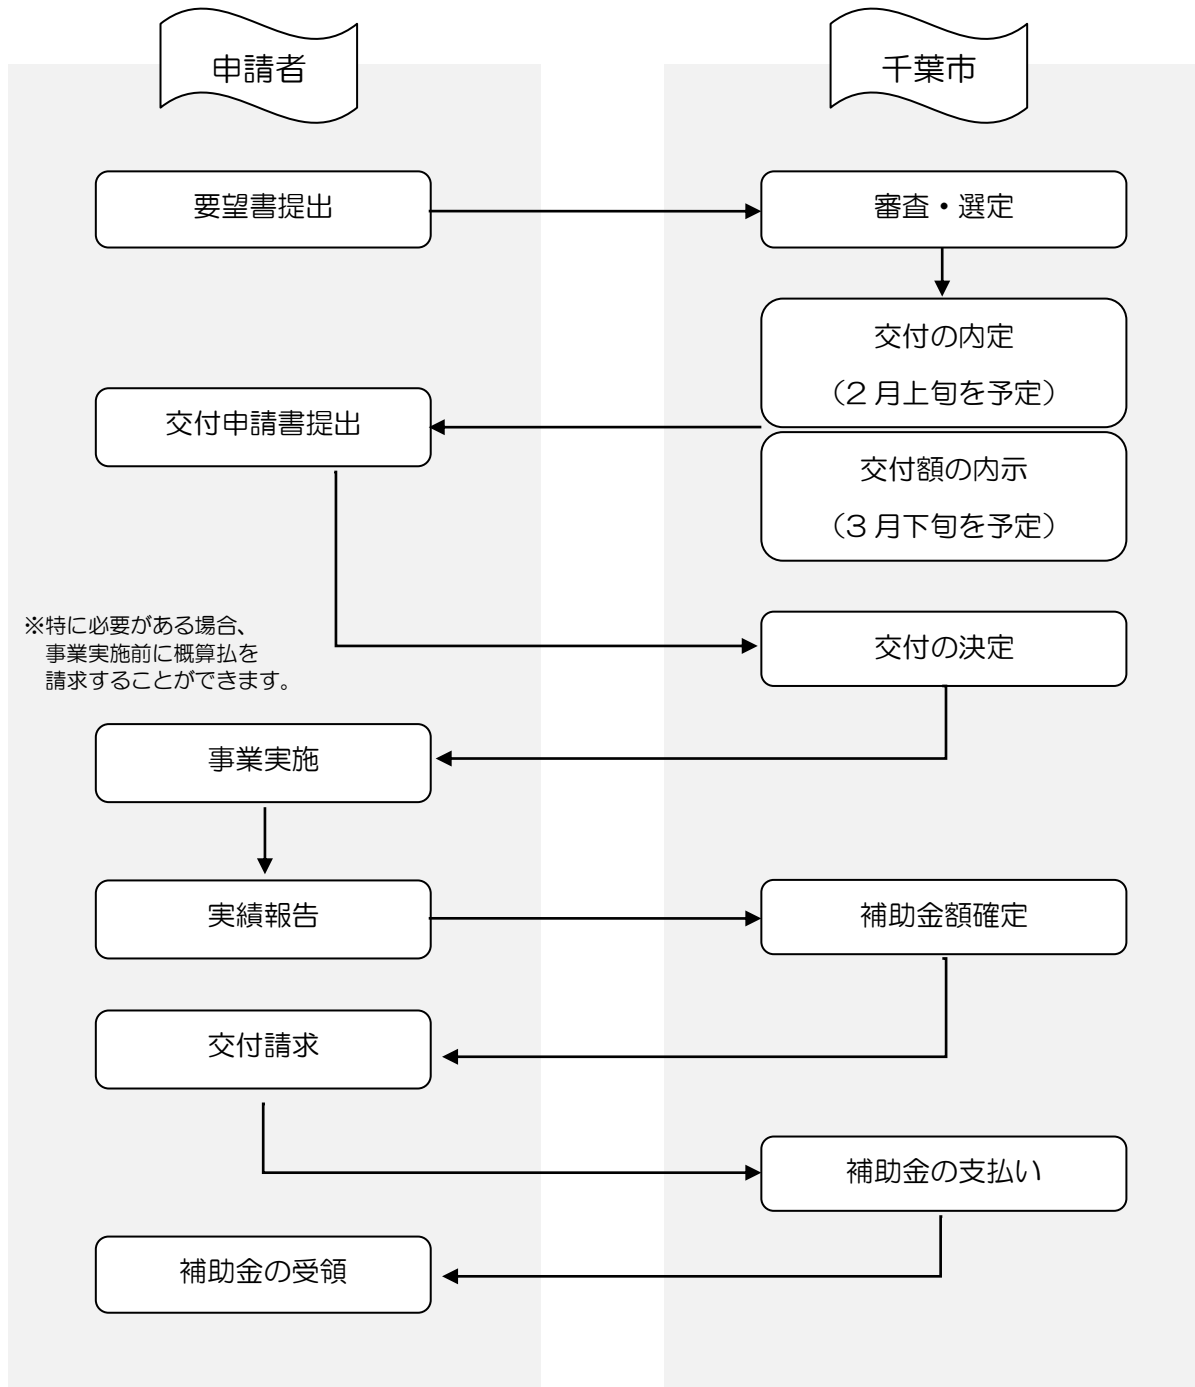 申請者
千葉市
要望書提出
審査・選定
交付の内定
（2月上旬を予定）
交付申請書提出
交付額の内示
（3月下旬を予定）
※特に必要がある場合、
事業実施前に概算払を
請求することができます。
交付の決定
事業実施
実績報告
補助金額確定
交付請求
補助金の支払い
補助金の受領